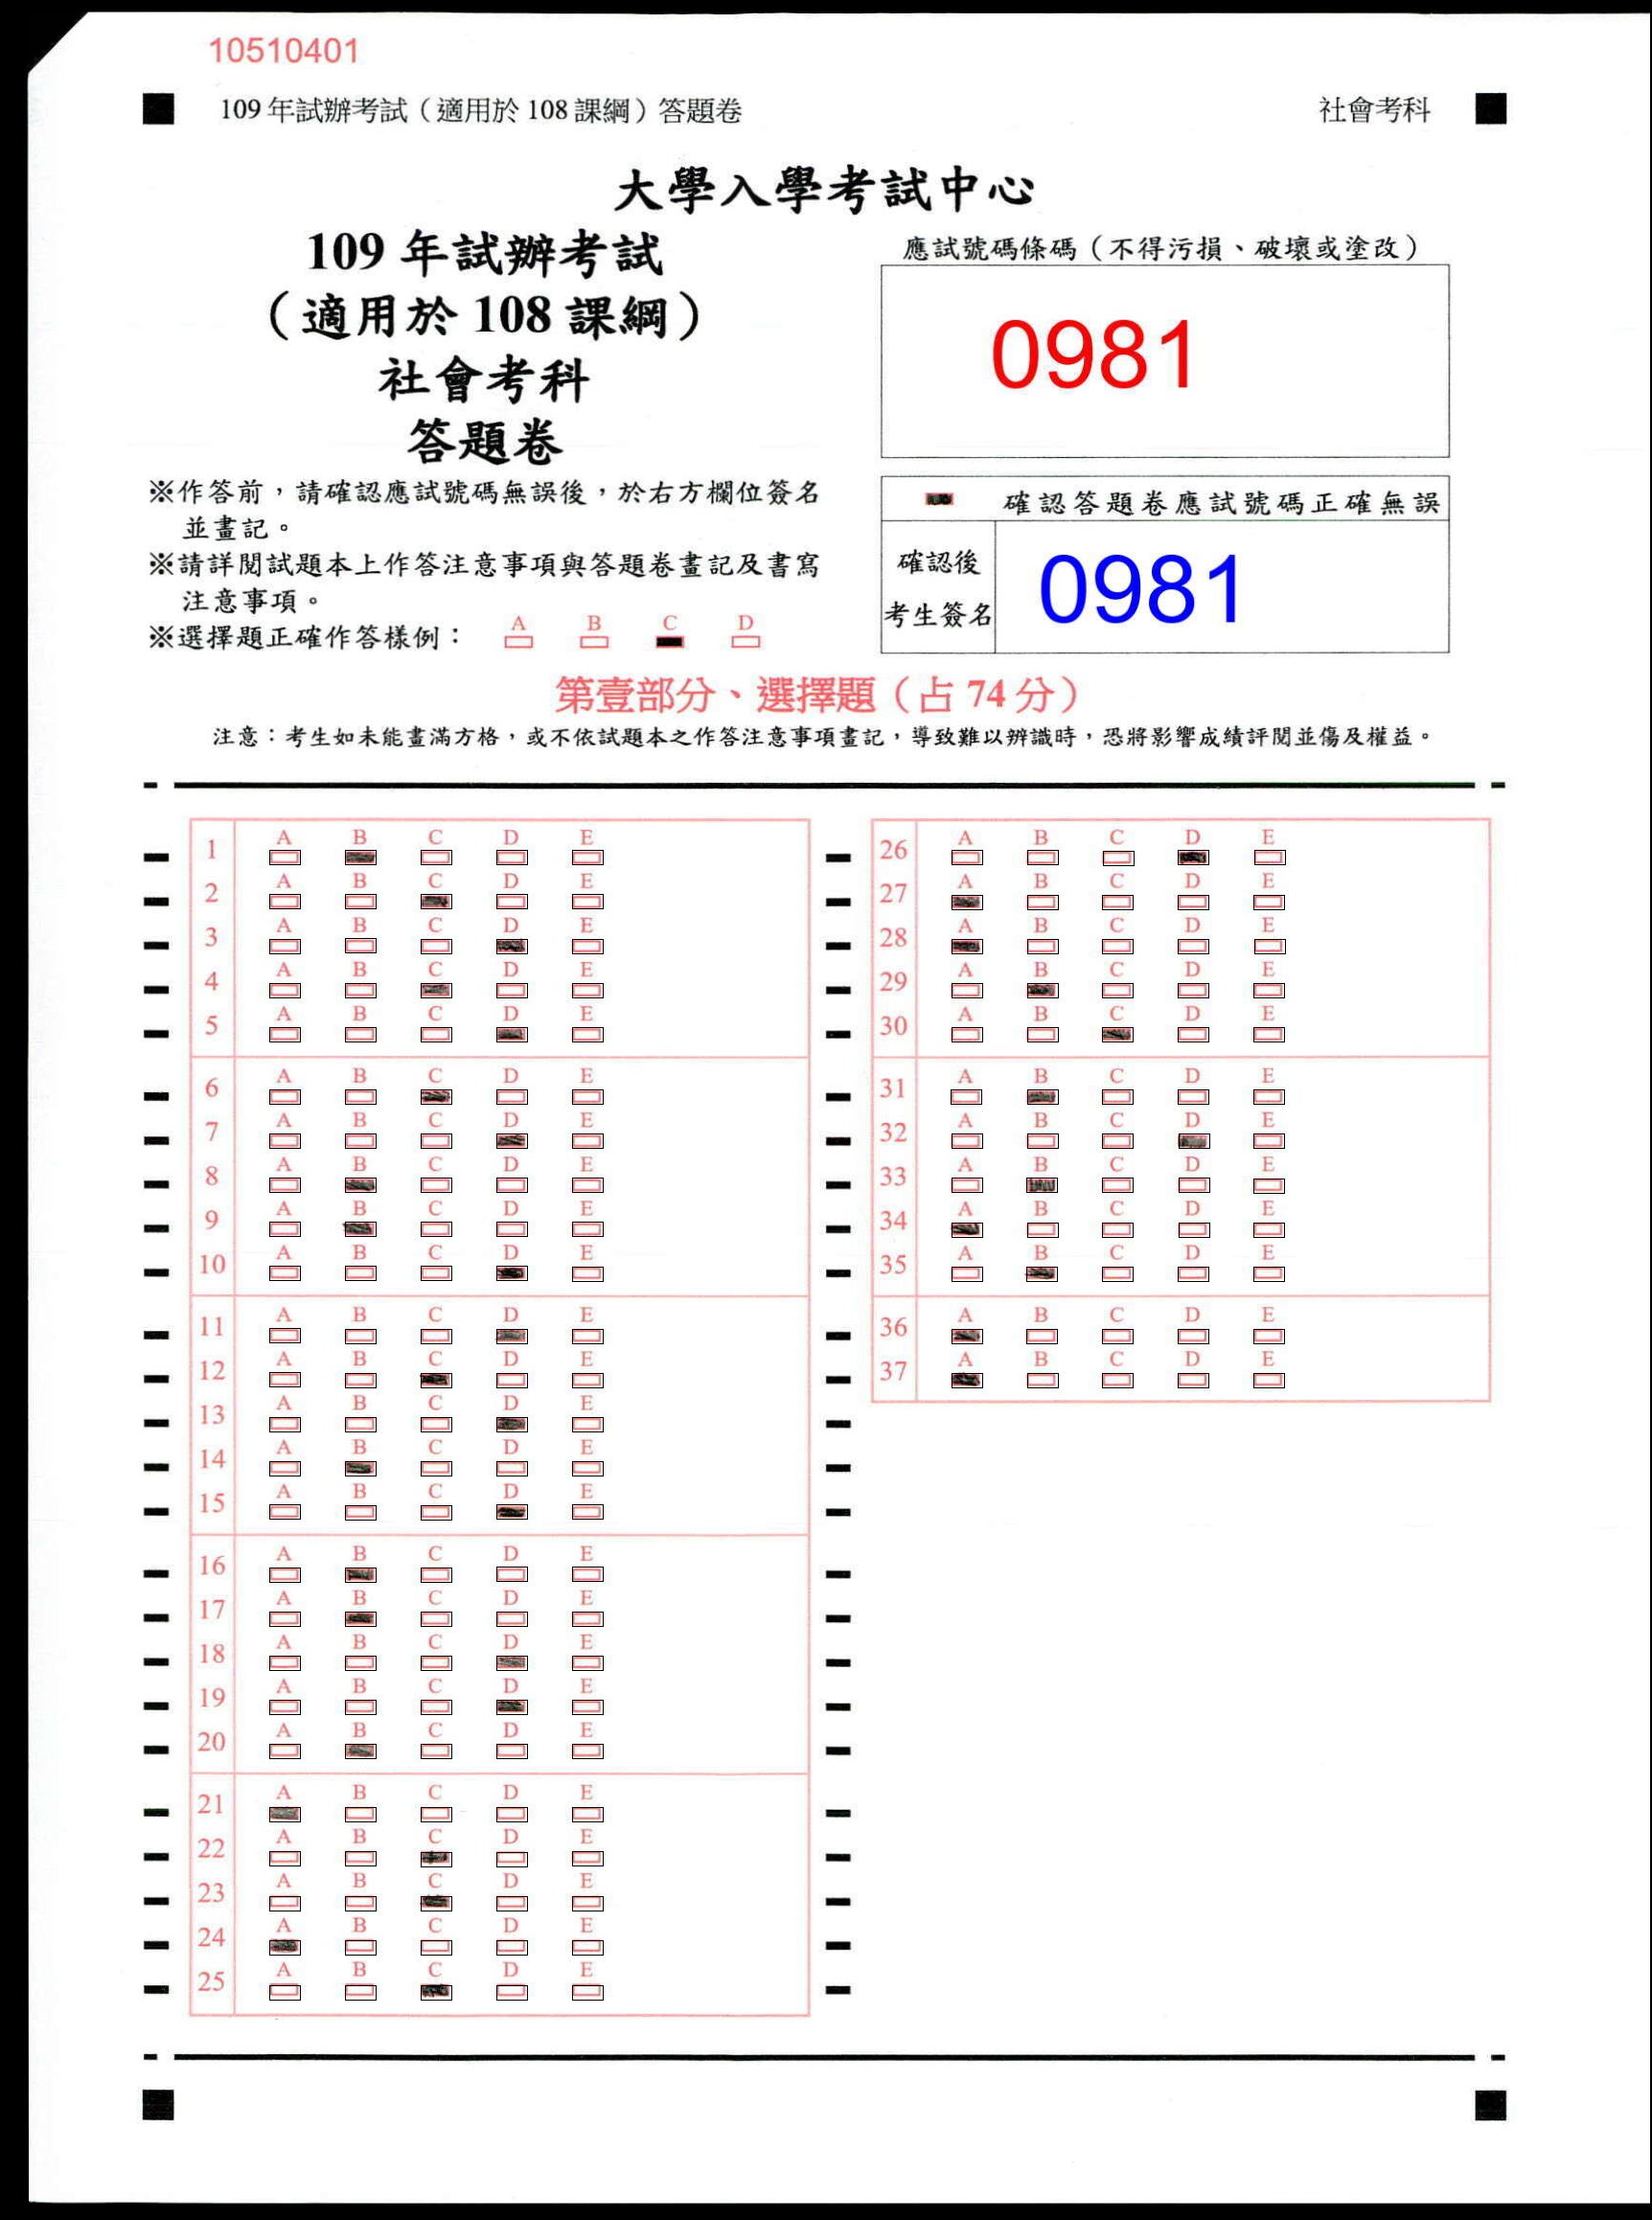 10510401
109 年試辦考試（適用於 108 課綱）答題卷
社會考科
大學入學考試中心
109 年試辦考試
（適用於 108 課綱）
社會考科
答題卷
應試號碼條碼（不得污損、破壞或塗改）
0981
※作答前，請確認應試號碼無誤後，於右方欄位簽名
並畫記。
※請詳閱試題本上作答注意事項與答題卷畫記及書寫
注意事項。
※選擇題正確作答樣例： A B C D
確認答題卷應試號碼正確無誤
確認後
考生簽名
0981
第壹部分、選擇題（占 74 分）
注意：考生如未能畫滿方格，或不依試題本之作答注意事項畫記，導致難以辨識時，恐將影響成績評閱並傷及權益。
1 A B C D E
2 A B C D E
3 A B C D E
4 A B C D E
5 A B C D E
6 A B C D E
7 A B C D E
8 A B C D E
9 A B C D E
10 A B C D E
11 A B C D E
12 A B C D E
13 A B C D E
14 A B C D E
15 A B C D E
16 A B C D E
17 A B C D E
18 A B C D E
19 A B C D E
20 A B C D E
21 A B C D E
22 A B C D E
23 A B C D E
24 A B C D E
25 A B C D E
26 A B C D E
27 A B C D E
28 A B C D E
29 A B C D E
30 A B C D E
31 A B C D E
32 A B C D E
33 A B C D E
34 A B C D E
35 A B C D E
36 A B C D E
37 A B C D E